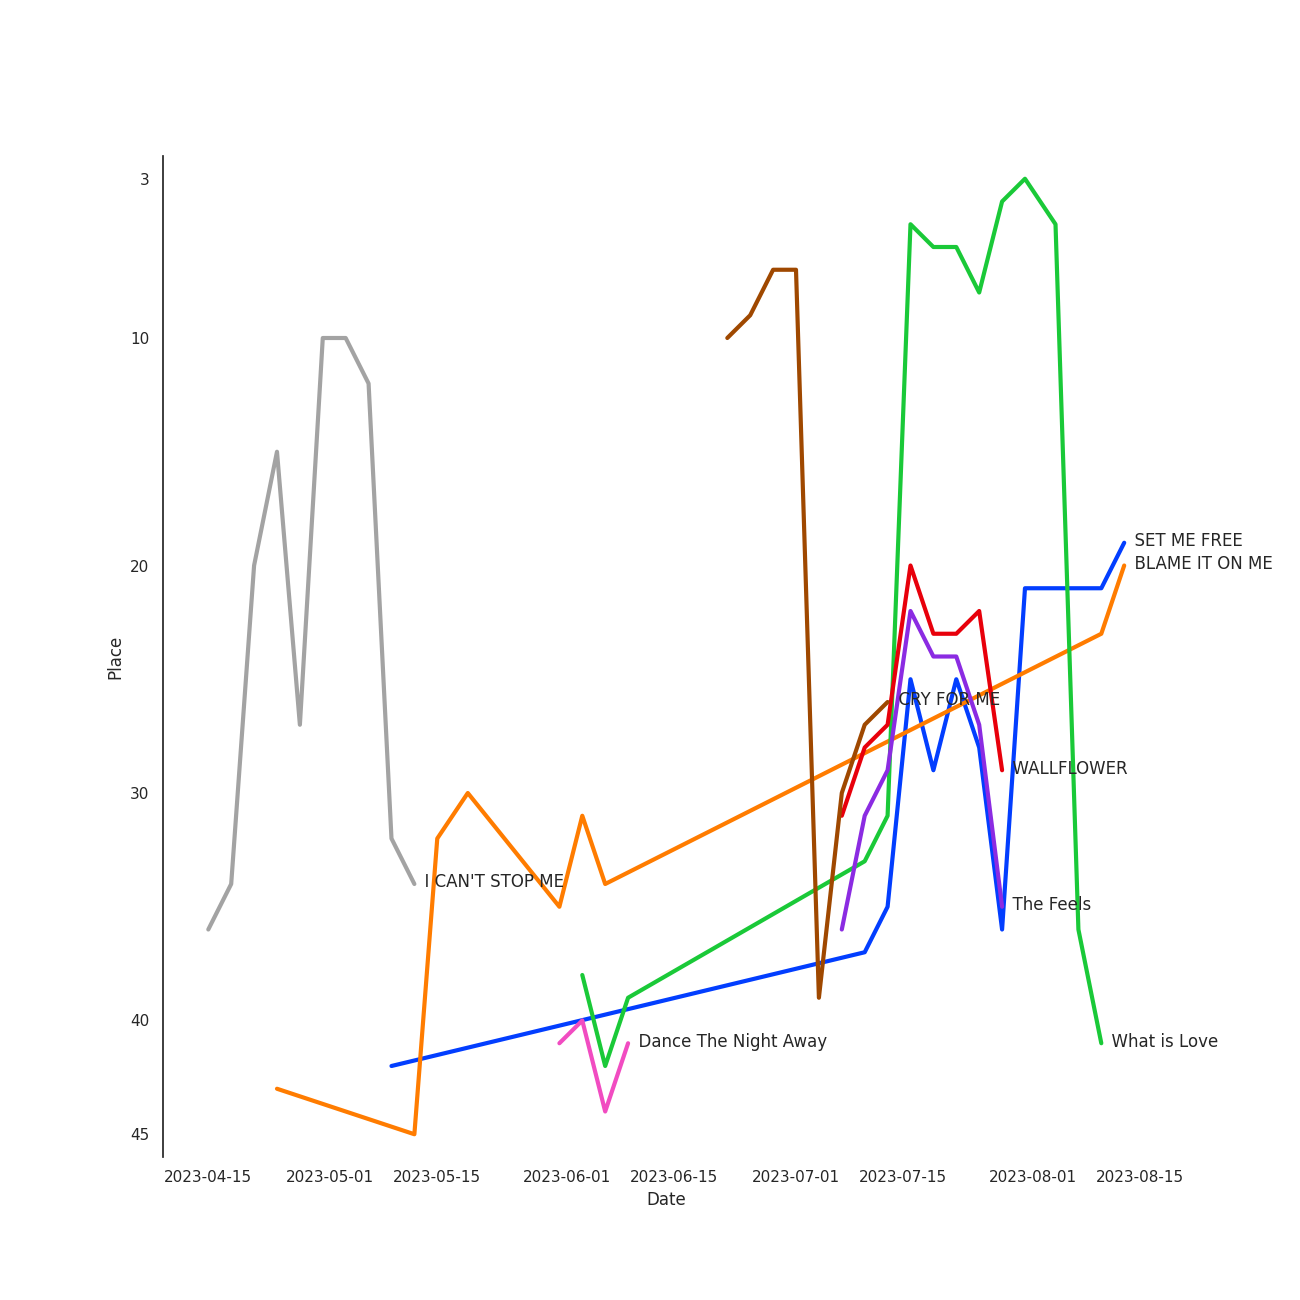 3
10
20
30
40
45
Place
SET ME FREE
BLAME IT ON ME
CRY FOR ME
WALLFLOWER
I CAN'T STOP ME
The Feels
Dance The Night Away
What is Love
2023-04-15
2023-05-01
2023-05-15
2023-06-01
2023-06-15
2023-07-01
2023-07-15
2023-08-01
2023-08-15
Date